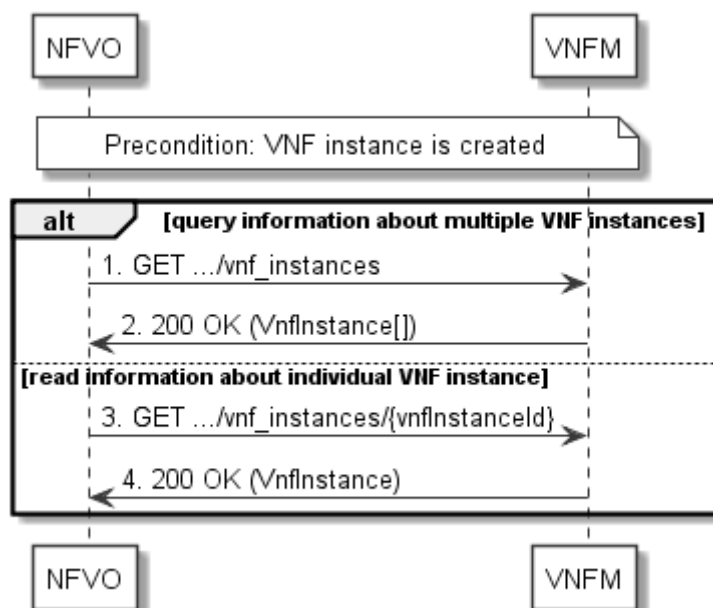 NFVO VNFM
Precondition: VNF instance is created
alt [query information about multiple VNF instances]
1. GET .../vnf_instances
2. 200 OK (VnfInstance[])
[read information about individual VNF instance]
3. GET .../vnf_instances/{vnfInstanceId}
4. 200 OK (VnfInstance)
NFVO VNFM